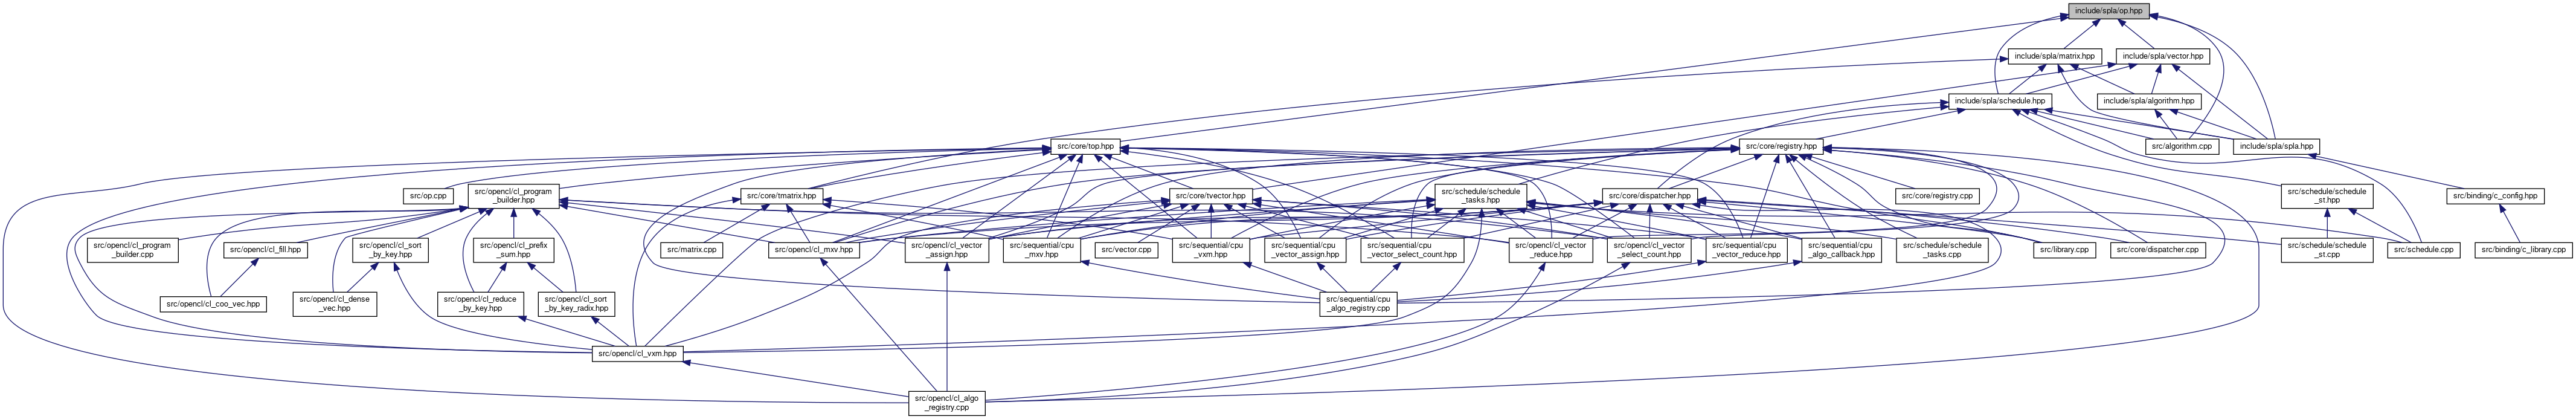 include/spla/op.hpp
include/spla/matrix.hpp
include/spla/vector.hpp
include/spla/schedule.hpp
include/spla/algorithm.hpp
src/core/top.hpp
src/core/registry.hpp
src/algorithm.cpp
include/spla/spla.hpp
src/op.cpp
src/opencl/cl_program
_builder.hpp
src/core/tmatrix.hpp
src/core/tvector.hpp
src/schedule/schedule
_tasks.hpp
src/core/dispatcher.hpp
src/core/registry.cpp
src/schedule/schedule
_st.hpp
src/binding/c_config.hpp
src/opencl/cl_program
_builder.cpp
src/opencl/cl_fill.hpp
src/opencl/cl_sort
_by_key.hpp
src/opencl/cl_prefix
_sum.hpp
src/matrix.cpp
src/opencl/cl_mxv.hpp
src/opencl/cl_vector
_assign.hpp
src/sequential/cpu
_mxv.hpp
src/vector.cpp
src/sequential/cpu
_vxm.hpp
src/sequential/cpu
_vector_assign.hpp
src/sequential/cpu
_vector_select_count.hpp
src/opencl/cl_vector
_reduce.hpp
src/opencl/cl_vector
_select_count.hpp
src/sequential/cpu
_vector_reduce.hpp
src/sequential/cpu
_algo_callback.hpp
src/schedule/schedule
_tasks.cpp
src/library.cpp
src/core/dispatcher.cpp
src/schedule/schedule
_st.cpp
src/schedule.cpp
src/binding/c_library.cpp
src/opencl/cl_coo_vec.hpp
src/opencl/cl_dense
_vec.hpp
src/opencl/cl_reduce
_by_key.hpp
src/opencl/cl_sort
_by_key_radix.hpp
src/sequential/cpu
_algo_registry.cpp
src/opencl/cl_vxm.hpp
src/opencl/cl_algo
_registry.cpp